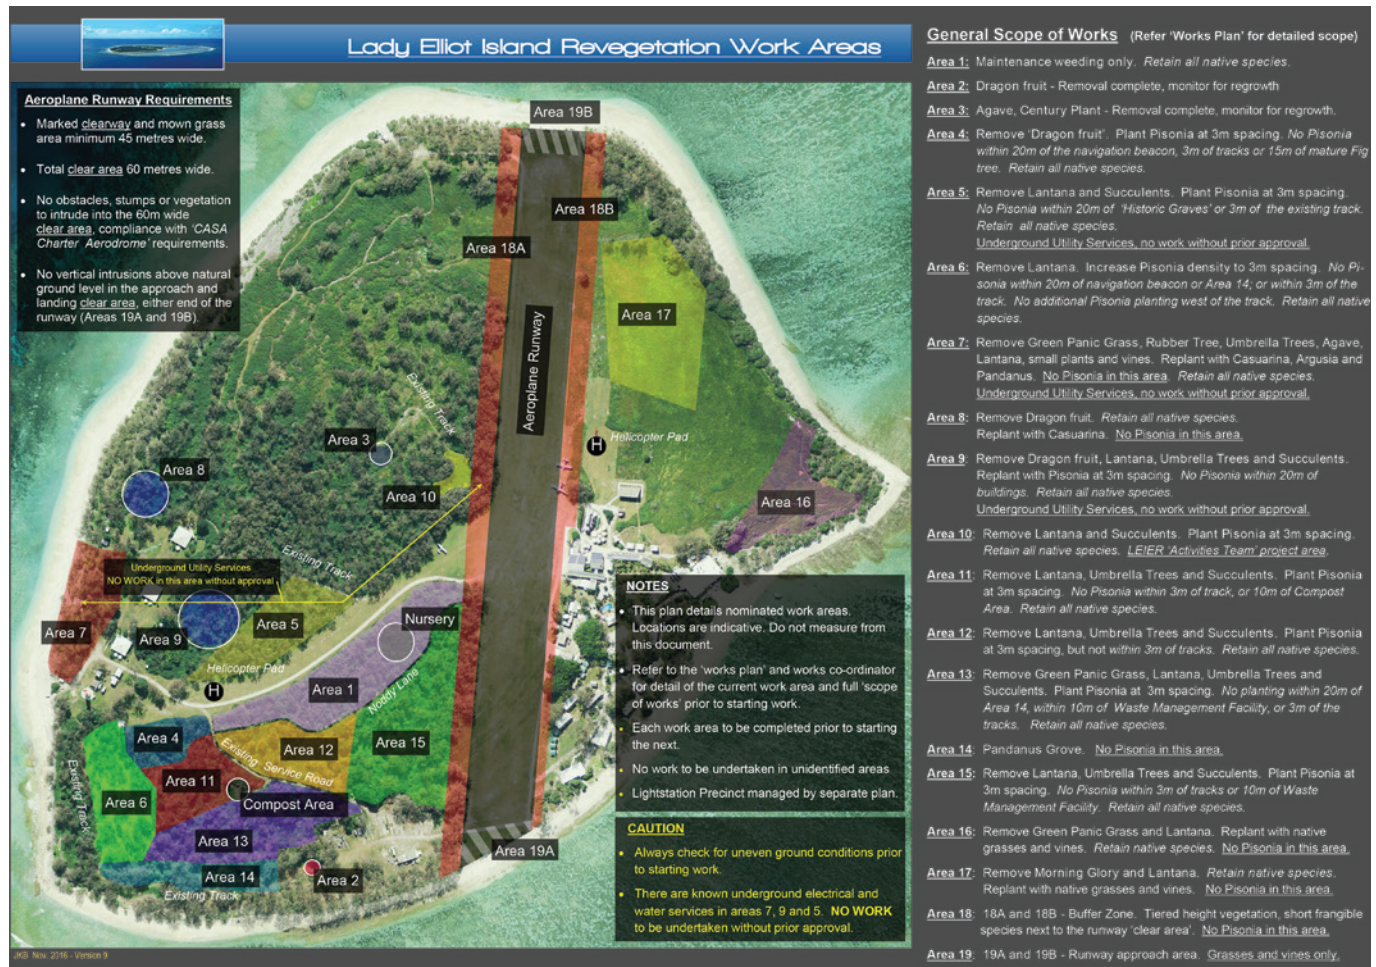 Lady Elliot Island Revegetation Work Areas
Aeroplane Runway Requirements
• Marked clearway and mown grass
area minimum 45 metres wide.
• Total clear area 60 metres wide.
• No obstacles, stumps or vegetation
to intrude into the 60m wide
clear area, compliance with 'CASA
Charter Aerodrome' requirements.
• No vertical intrusions above natural
ground level in the approach and
landing clear area, either end of the
runway (Areas 19A and 19B).
Area 19B
Area 18B
Area 18A
Area 17
Aeroplane Runway
Existing Track
Area 3
H
Helicopter Pad
Area 8
Area 10
Area 16
Existing Track
Underground Utility Services
NO WORK in this area without approval
Area 7
Area 9
Area 5
Nursery
Helicopter Pad
H
Area 1
Noddy Lane
Area 4
Area 12
Area 15
Existing Service Road
Existing Track
Area 11
Area 6
Compost Area
Area 13
Area 19A
Area 14
Area 2
Existing Track
NOTES
• This plan details nominated work areas.
Locations are indicative. Do not measure from
this document.
• Refer to the 'works plan' and works co-ordinator
for detail of the current work area and full 'scope
of works' prior to starting work.
• Each work area to be completed prior to starting
the next.
• No work to be undertaken in unidentified areas
• Lightstation Precinct managed by separate plan.
CAUTION
• Always check for uneven ground conditions prior
to starting work.
• There are known underground electrical and
water services in areas 7, 9 and 5. NO WORK
to be undertaken without prior approval.
JKB Nov. 2016 - Version 9
General Scope of Works (Refer 'Works Plan' for detailed scope)
Area 1: Maintenance weeding only. Retain all native species.
Area 2: Dragon fruit - Removal complete, monitor for regrowth
Area 3: Agave, Century Plant - Removal complete, monitor for regrowth.
Area 4: Remove 'Dragon fruit'. Plant Pisonia at 3m spacing. No Pisonia
within 20m of the navigation beacon, 3m of tracks or 15m of mature Fig
tree. Retain all native species.
Area 5: Remove Lantana and Succulents. Plant Pisonia at 3m spacing.
No Pisonia within 20m of 'Historic Graves' or 3m of the existing track.
Retain all native species.
Underground Utility Services, no work without prior approval.
Area 6: Remove Lantana. Increase Pisonia density to 3m spacing. No Pi-
sonia within 20m of navigation beacon or Area 14; or within 3m of the
track. No additional Pisonia planting west of the track. Retain all native
species.
Area 7: Remove Green Panic Grass, Rubber Tree, Umbrella Trees, Agave,
Lantana, small plants and vines. Replant with Casuarina, Argusia and
Pandanus. No Pisonia in this area. Retain all native species.
Underground Utility Services, no work without prior approval.
Area 8: Remove Dragon fruit. Retain all native species.
Replant with Casuarina. No Pisonia in this area.
Area 9: Remove Dragon fruit, Lantana, Umbrella Trees and Succulents.
Replant with Pisonia at 3m spacing. No Pisonia within 20m of
buildings. Retain all native species.
Underground Utility Services, no work without prior approval.
Area 10: Remove Lantana and Succulents. Plant Pisonia at 3m spacing.
Retain all native species. LEIER 'Activities Team' project area.
Area 11: Remove Lantana, Umbrella Trees and Succulents. Plant Pisonia
at 3m spacing. No Pisonia within 3m of track, or 10m of Compost
Area. Retain all native species.
Area 12: Remove Lantana, Umbrella Trees and Succulents. Plant Pisonia
at 3m spacing, but not within 3m of tracks. Retain all native species.
Area 13: Remove Green Panic Grass, Lantana, Umbrella Trees and
Succulents. Plant Pisonia at 3m spacing. No planting within 20m of
Area 14, within 10m of Waste Management Facility, or 3m of the
tracks. Retain all native species.
Area 14: Pandanus Grove. No Pisonia in this area.
Area 15: Remove Lantana, Umbrella Trees and Succulents. Plant Pisonia at
3m spacing. No Pisonia within 3m of tracks or 10m of Waste
Management Facility. Retain all native species.
Area 16: Remove Green Panic Grass and Lantana. Replant with native
grasses and vines. Retain native species. No Pisonia in this area.
Area 17: Remove Morning Glory and Lantana. Retain native species.
Replant with native grasses and vines. No Pisonia in this area.
Area 18: 18A and 18B - Buffer Zone. Tiered height vegetation, short frangible
species next to the runway 'clear area'. No Pisonia in this area.
Area 19: 19A and 19B - Runway approach area. Grasses and vines only.